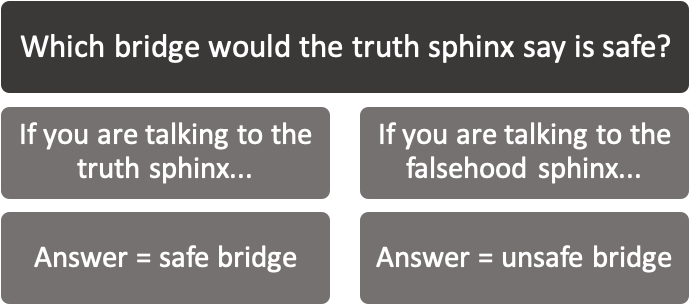 Which bridge would the truth sphinx say is safe?
If you are talking to the
truth sphinx...
If you are talking to the
falsehood sphinx...
Answer = safe bridge
Answer = unsafe bridge